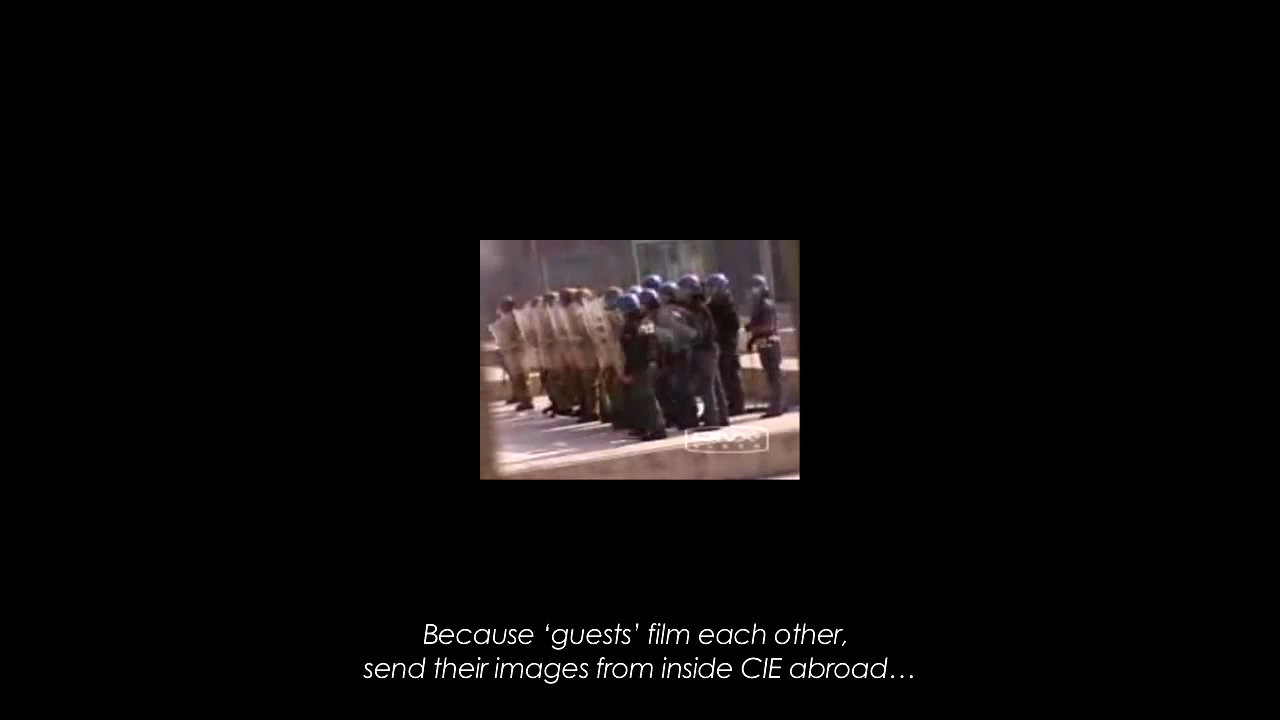 Because ‘guests’ film each other,
send their images from inside CIE abroad…